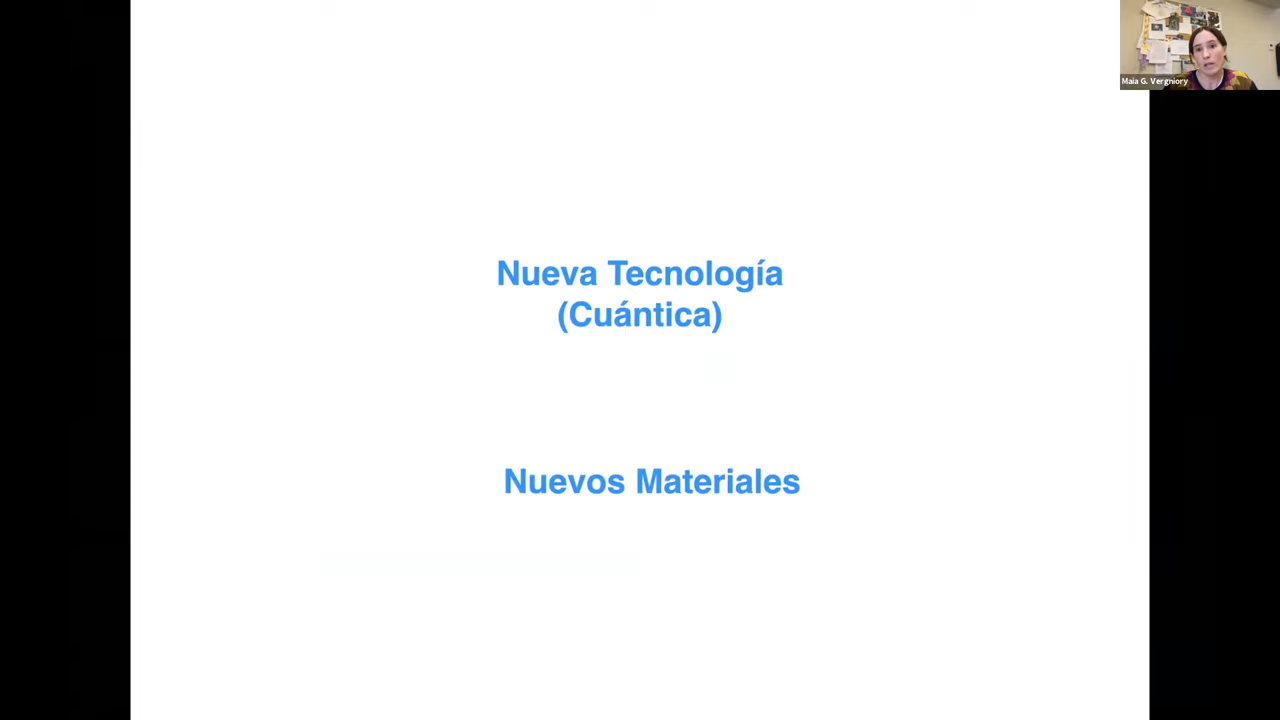 Maia G. Vergniory
Nueva Tecnología
(Cuántica)
Nuevos Materiales